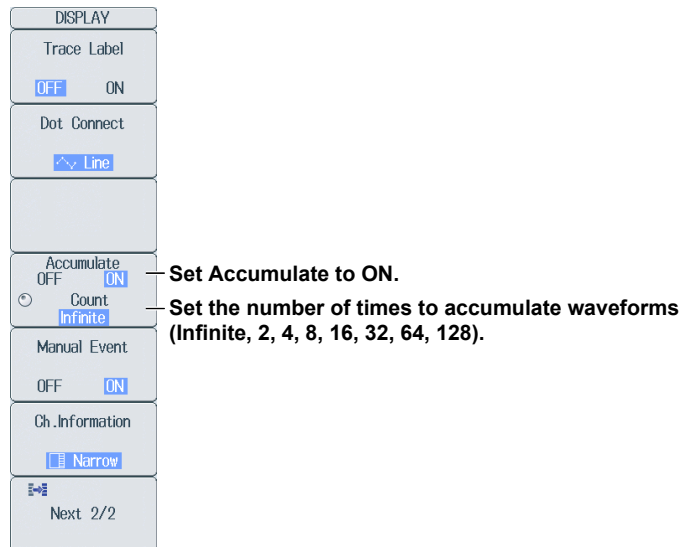 DISPLAY
Trace Label
OFF ON
Dot Connect
Line
Accumulate
OFF ON
Count
Infinite
Set Accumulate to ON.
Set the number of times to accumulate waveforms
(Infinite, 2, 4, 8, 16, 32, 64, 128).
Manual Event
OFF ON
Ch.Information
Narrow
Next 2/2